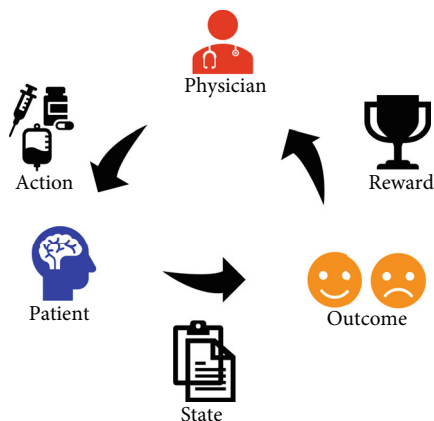 Physician
Action
Reward
Patient
Outcome
State